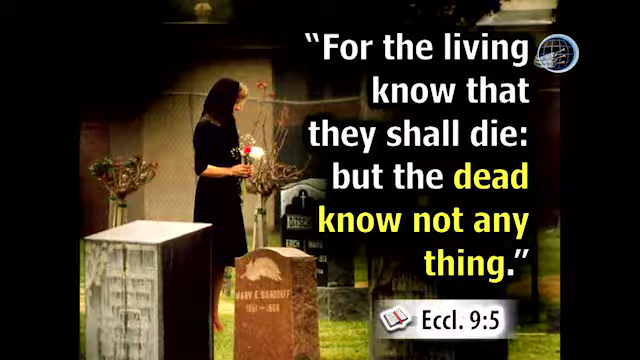 “For the living
know that
they shall die:
but the dead
know not any
thing.”
Eccl. 9:5